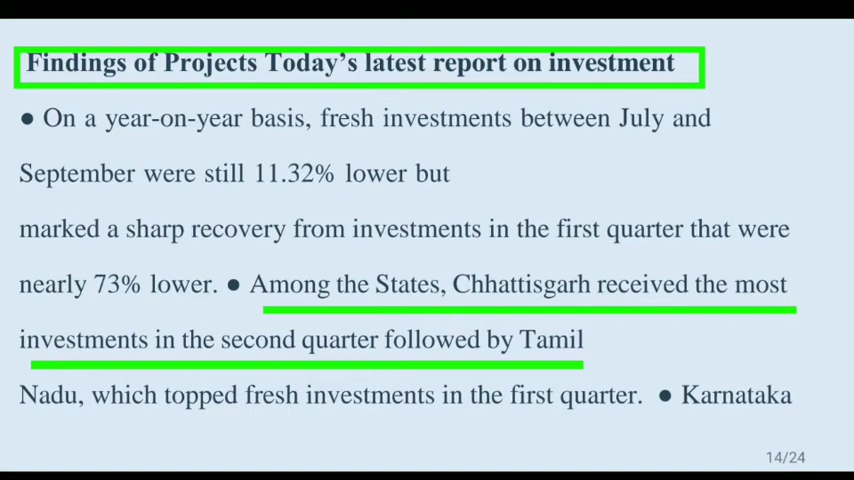 Findings of Projects Today's latest report on investment
● On a year-on-year basis, fresh investments between July and
September were still 11.32% lower but
marked a sharp recovery from investments in the first quarter that were
nearly 73% lower. ● Among the States, Chhattisgarh received the most
investments in the second quarter followed by Tamil
Nadu, which topped fresh investments in the first quarter. ● Karnataka
14/24